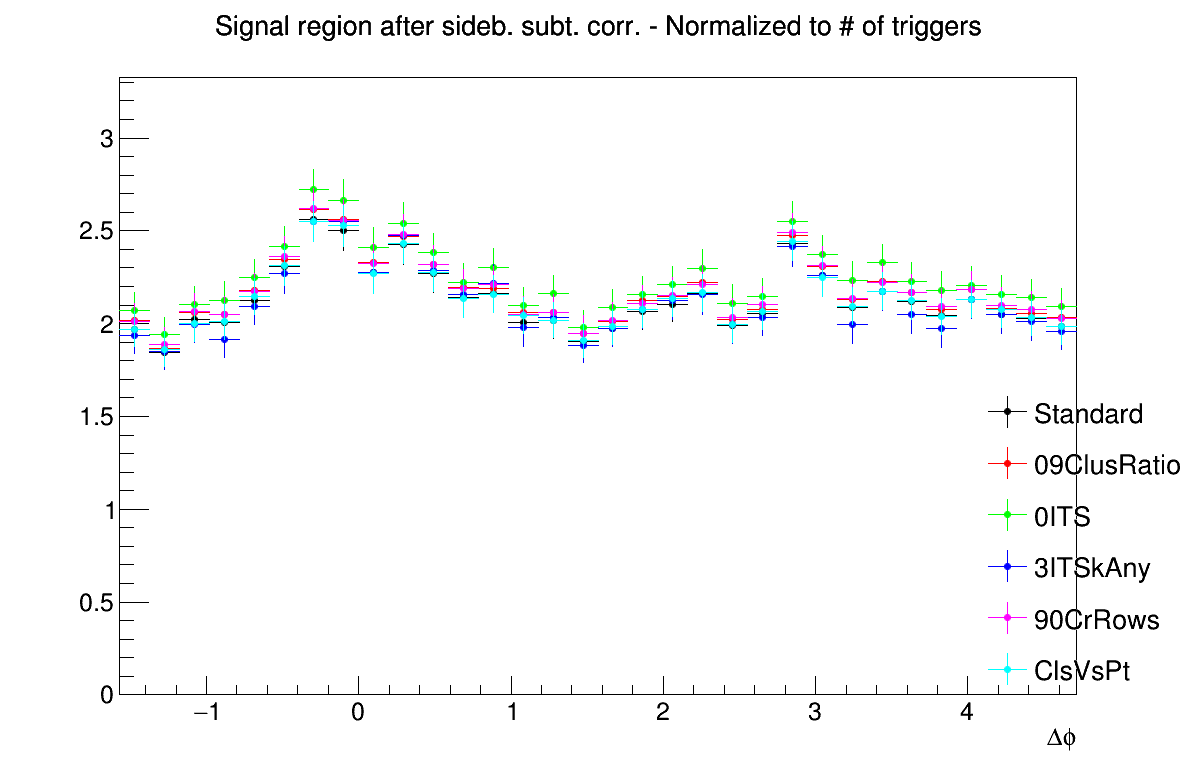 Signal region after sideb. subt. corr. - Normalized to # of triggers
3
2.5
2
1.5
1
0.5
0
−1 0 1 2 3 4
Δϕ
Standard
09ClusRatio
0ITS
3ITSkAny
90CrRows
ClsVsPt